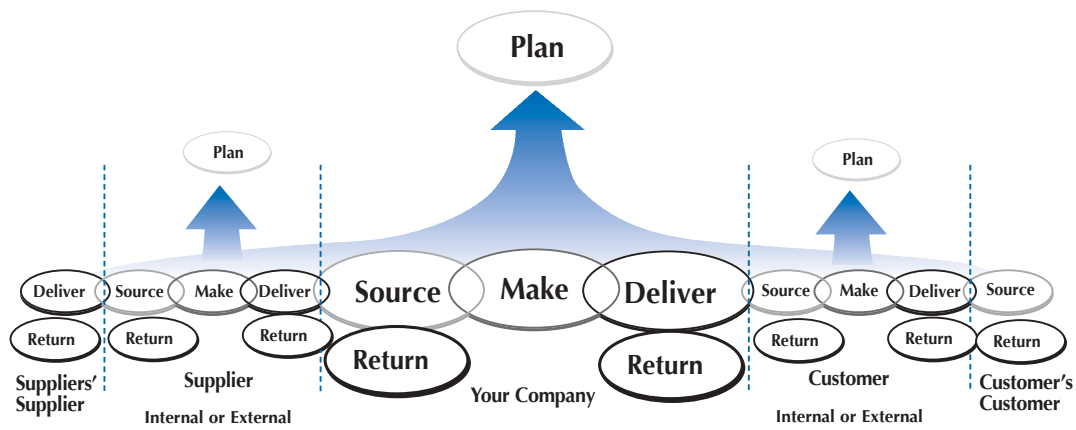 Plan
Plan
Plan
Deliver
Source
Make
Deliver
Source
Make
Deliver
Source
Make
Deliver
Source
Return
Return
Return
Return
Return
Return
Return
Return
Suppliers'
Supplier
Supplier
Internal or External
Your Company
Customer
Internal or External
Customer's
Customer